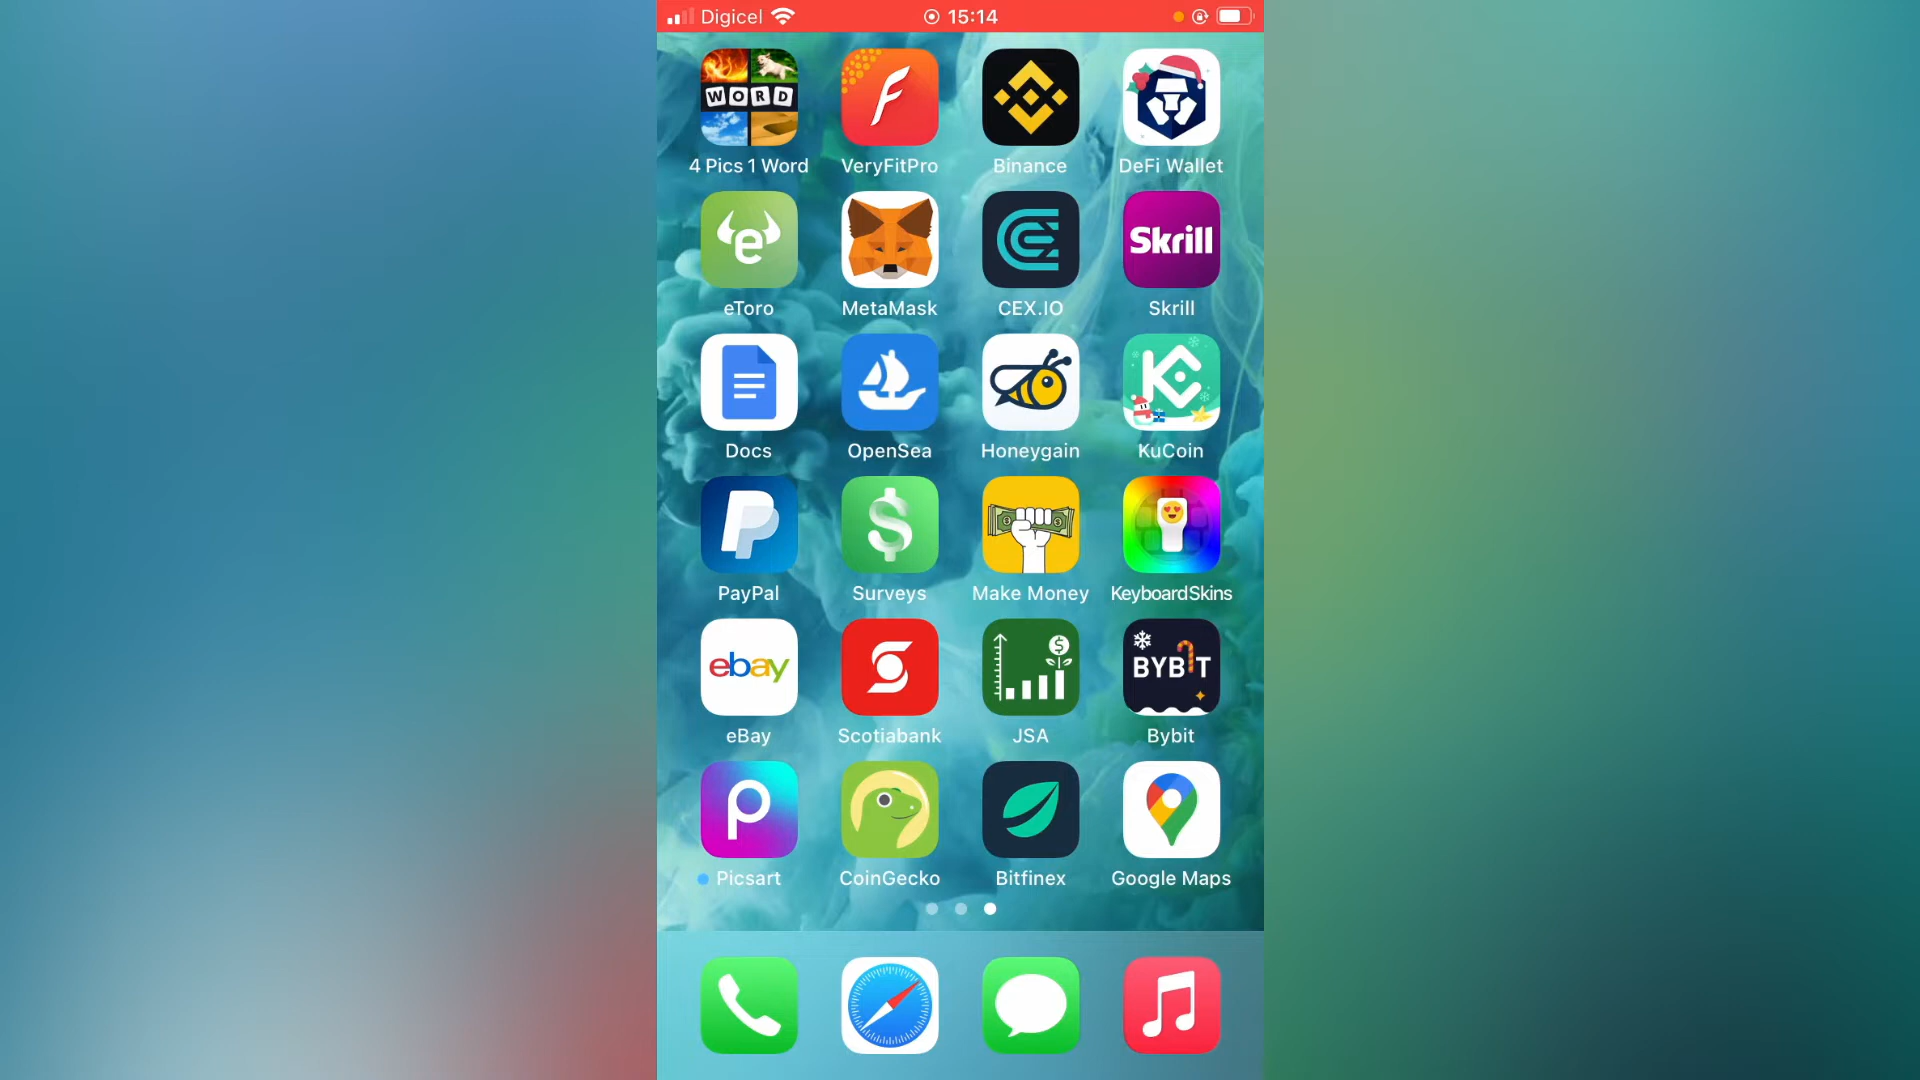 Digicel 15:14
WORD
4 Pics 1 Word VeryFitPro Binance DeFi Wallet
e Skrill
eToro MetaMask CEX.IO Skrill
Docs OpenSea Honeygain KuCoin
PayPal Surveys Make Money KeyboardSkins
ebay BYBIT
eBay Scotiabank JSA Bybit
Picsart CoinGecko Bitfinex Google Maps